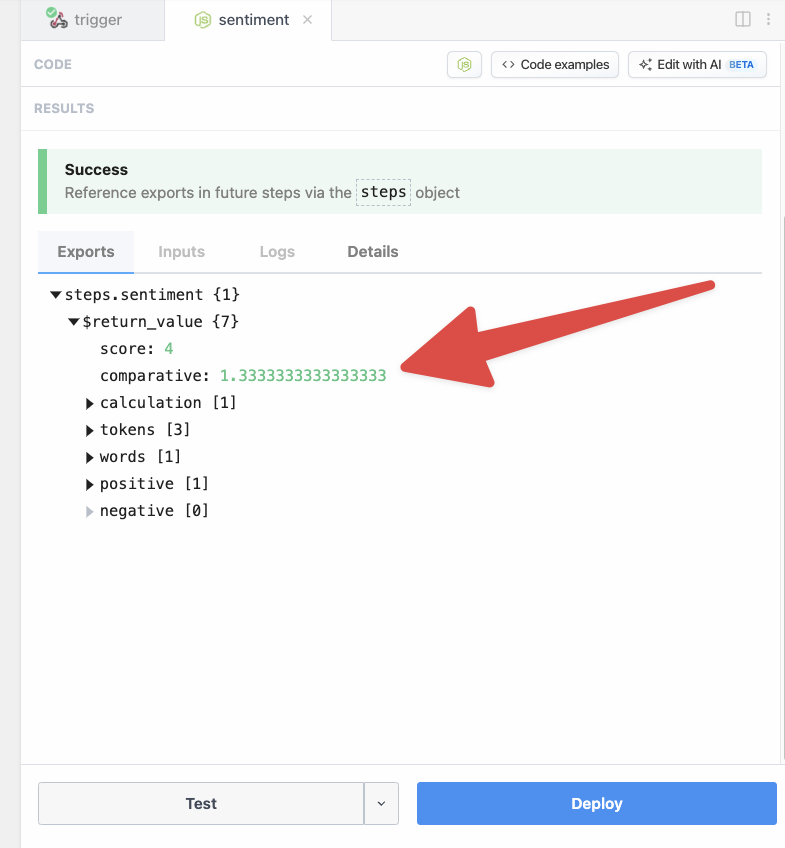 trigger
sentiment
CODE
JS
Code examples
Edit with AI BETA
RESULTS
Success
Reference exports in future steps via the steps object
Exports Inputs Logs Details
steps.sentiment {1}
$return_value {7}
score: 4
comparative: 1.3333333333333333
calculation [1]
tokens [3]
words [1]
positive [1]
negative [0]
Test
Deploy